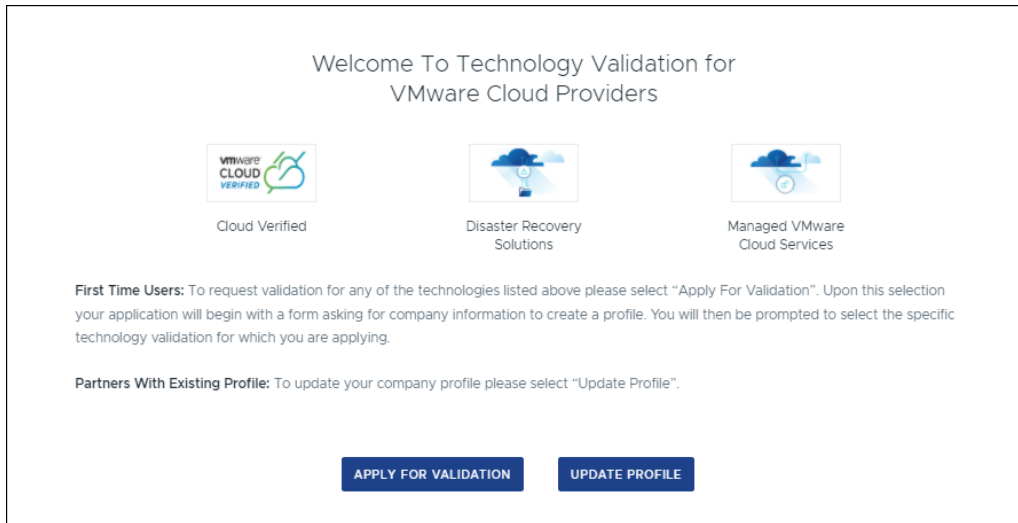 Welcome To Technology Validation for
VMware Cloud Providers
vmware
CLOUD
VERIFIED
Cloud Verified
Disaster Recovery
Solutions
Managed VMware
Cloud Services
First Time Users: To request validation for any of the technologies listed above please select “Apply For Validation”. Upon this selection
your application will begin with a form asking for company information to create a profile. You will then be prompted to select the specific
technology validation for which you are applying.
Partners With Existing Profile: To update your company profile please select “Update Profile”.
APPLY FOR VALIDATION
UPDATE PROFILE